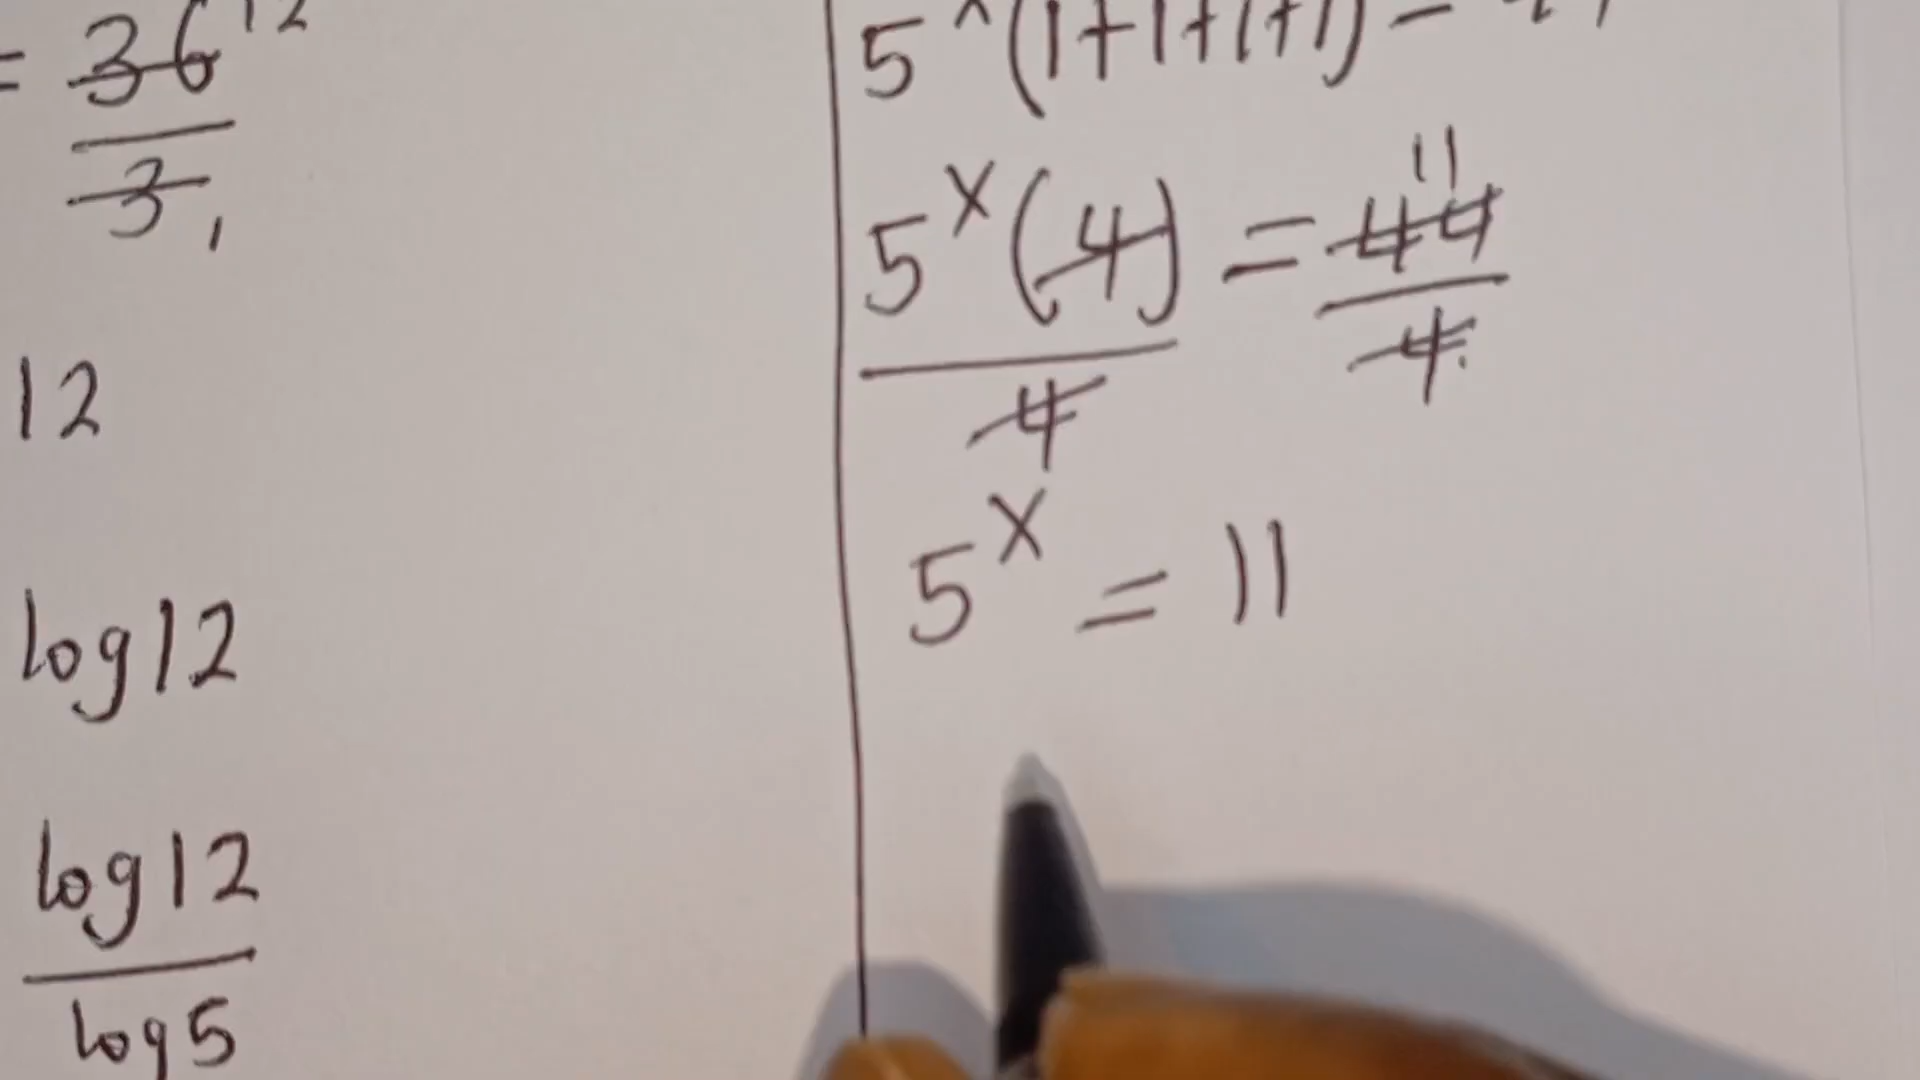 = 36 12
3 1
12
log12
log12
log5
5^x(1+1+1+1) =
5^x(4) = 44 11
4 4
5^x = 11